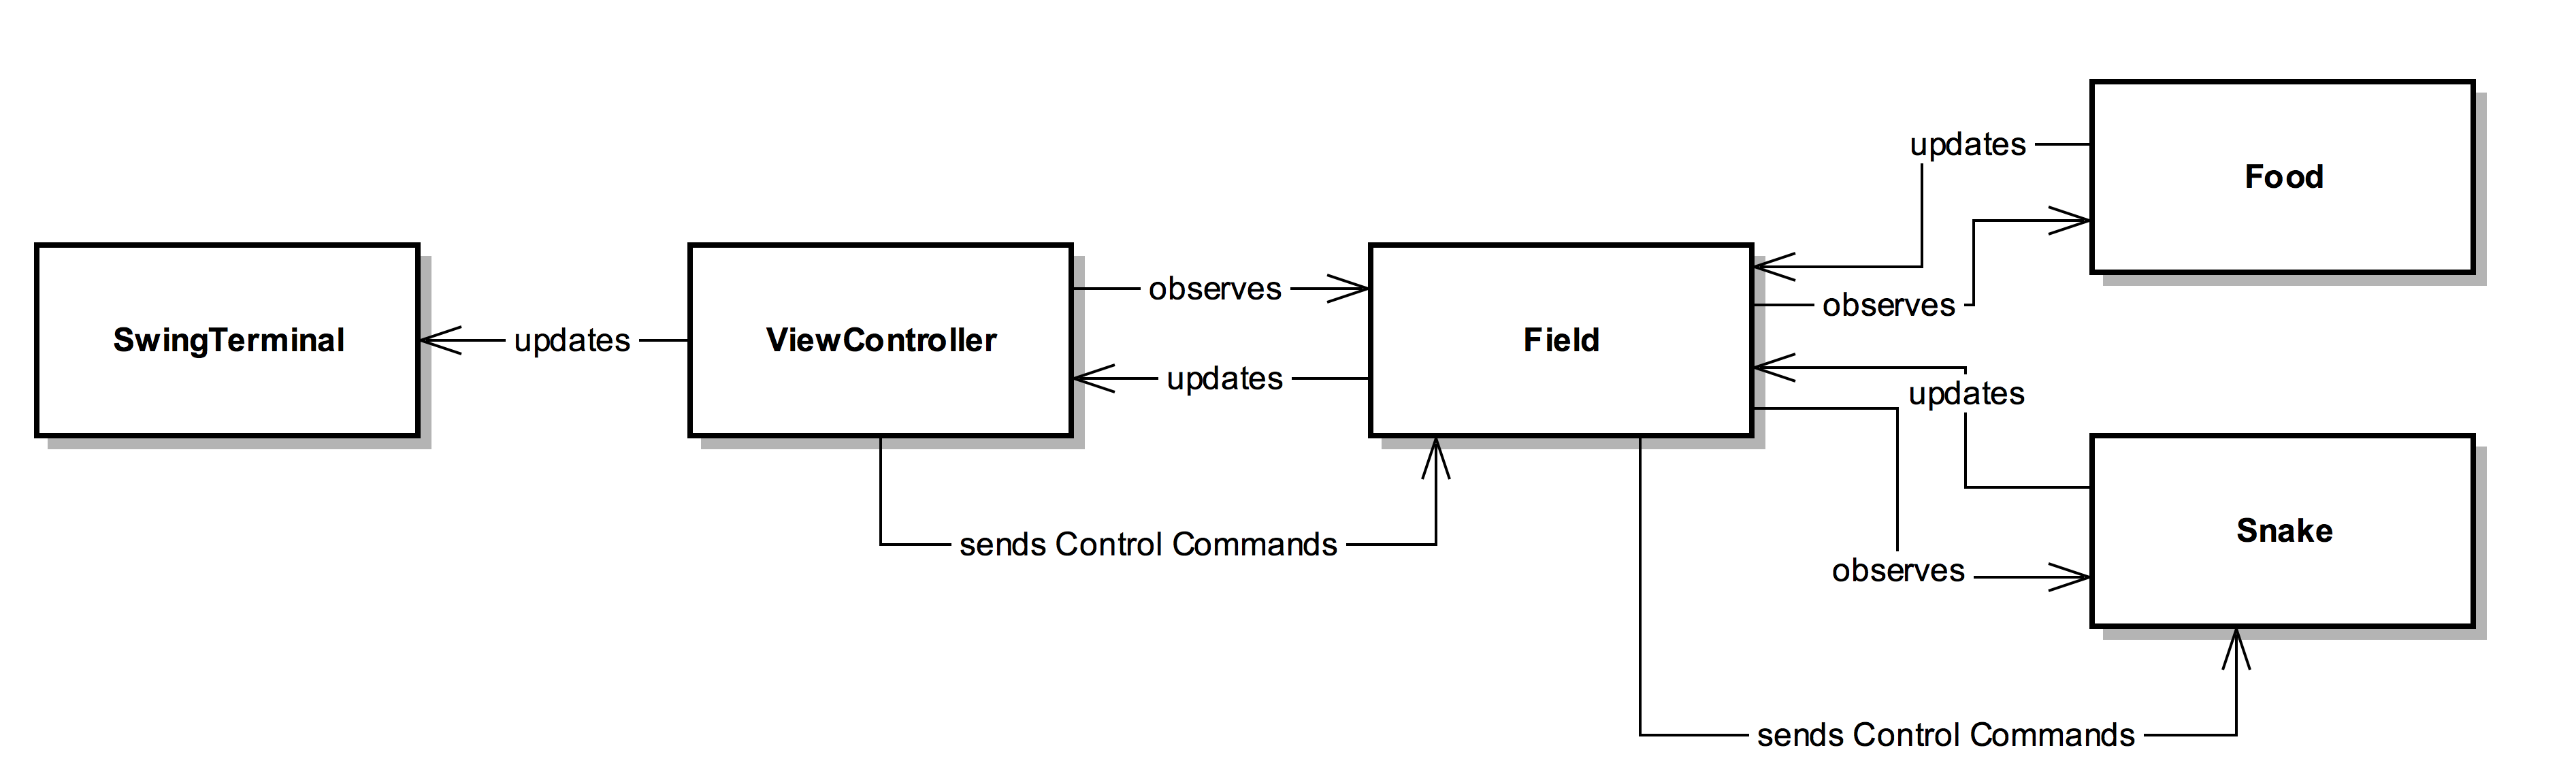 updates
Food
SwingTerminal
updates
ViewController
observes
updates
Field
observes
updates
observes
Snake
sends Control Commands
sends Control Commands